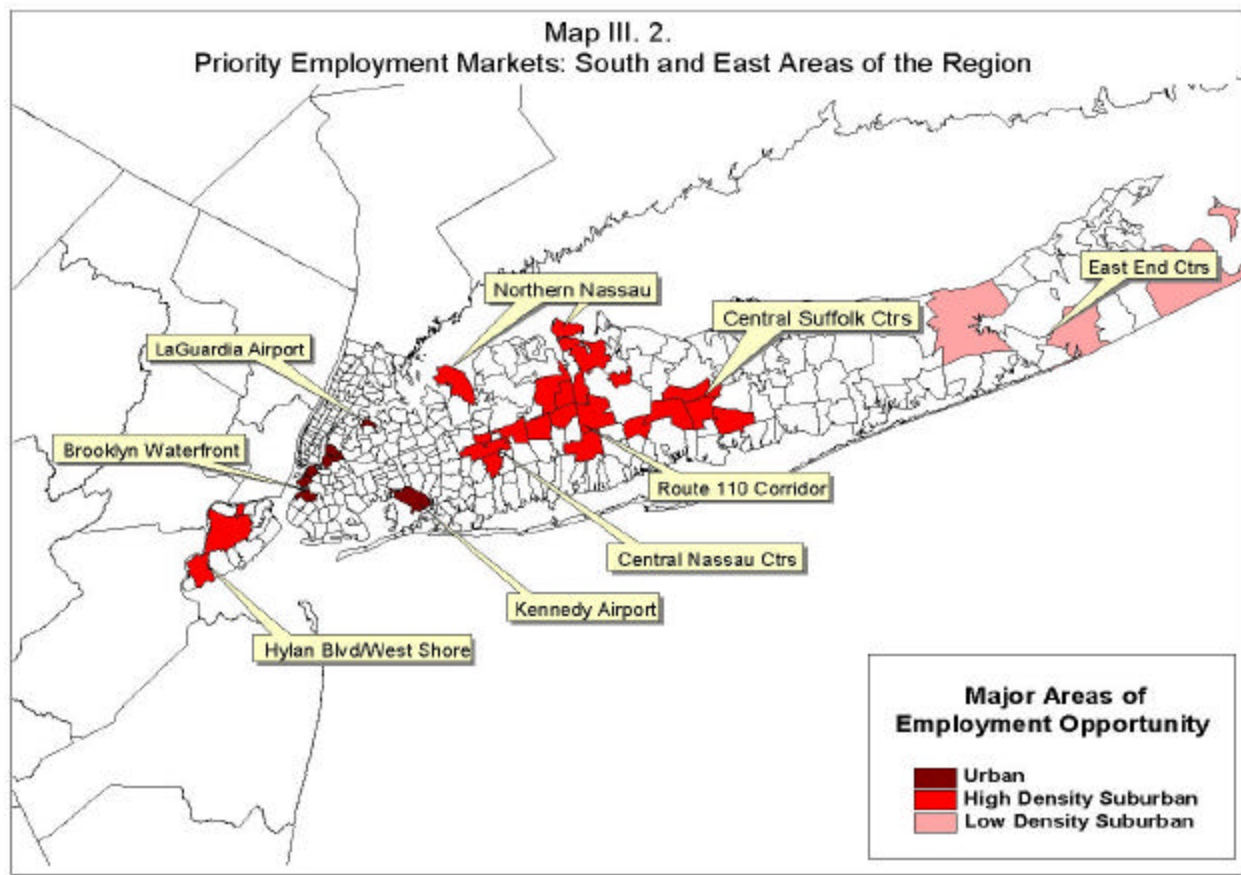 Map III. 2.
Priority Employment Markets: South and East Areas of the Region
East End Ctrs
Northern Nassau
Central Suffolk Ctrs
LaGuardia Airport
Brooklyn Waterfront
Route 110 Corridor
Central Nassau Ctrs
Kennedy Airport
Hylan Blvd/West Shore
Major Areas of
Employment Opportunity
Urban
High Density Suburban
Low Density Suburban